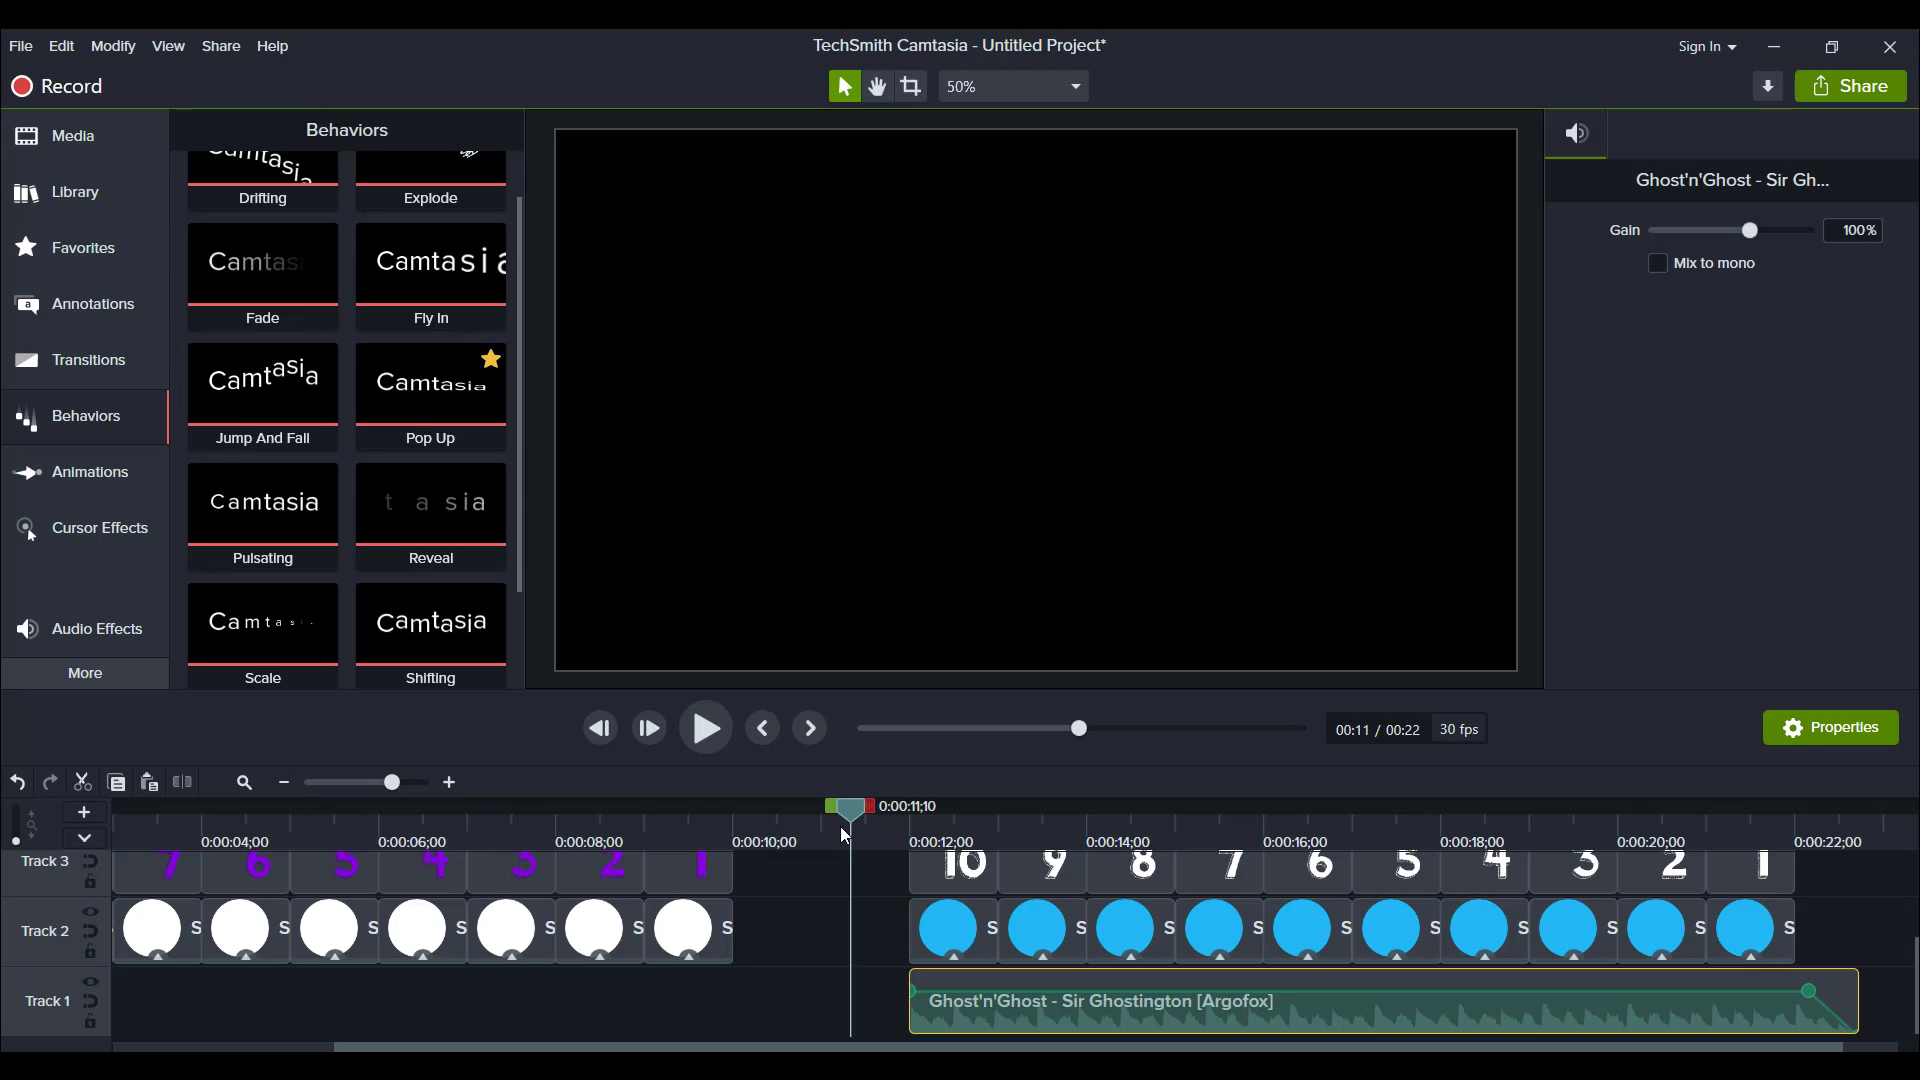 File Edit Modify View Share Help
TechSmith Camtasia - Untitled Project*
Sign In
Record
50%
Share
Media
Library
Favorites
Annotations
Transitions
Behaviors
Animations
Cursor Effects
Audio Effects
More
Behaviors
Camtasia
Drifting
Explode
Camtasi
Camtasia
Fade
Fly In
Camtasia
Camtasia
Jump And Fall
Pop Up
Camtasia
t a sia
Pulsating
Reveal
Camtas
Camtasia
Scale
Shifting
Ghost'n'Ghost - Sir Gh...
Gain 100%
Mix to mono
00:11 / 00:22 30 fps
Properties
0:00:11;10
0:00:04;00 0:00:06;00 0:00:08;00 0:00:10;00 0:00:12;00 0:00:14;00 0:00:16;00 0:00:18;00 0:00:20;00 0:00:22;00
Track 3 7 6 5 4 3 2 1 10 9 8 7 6 5 4 3 2 1
Track 2 S S S S S S S S S S S S S S S S S
Track 1 Ghost'n'Ghost - Sir Ghostington [Argofox]